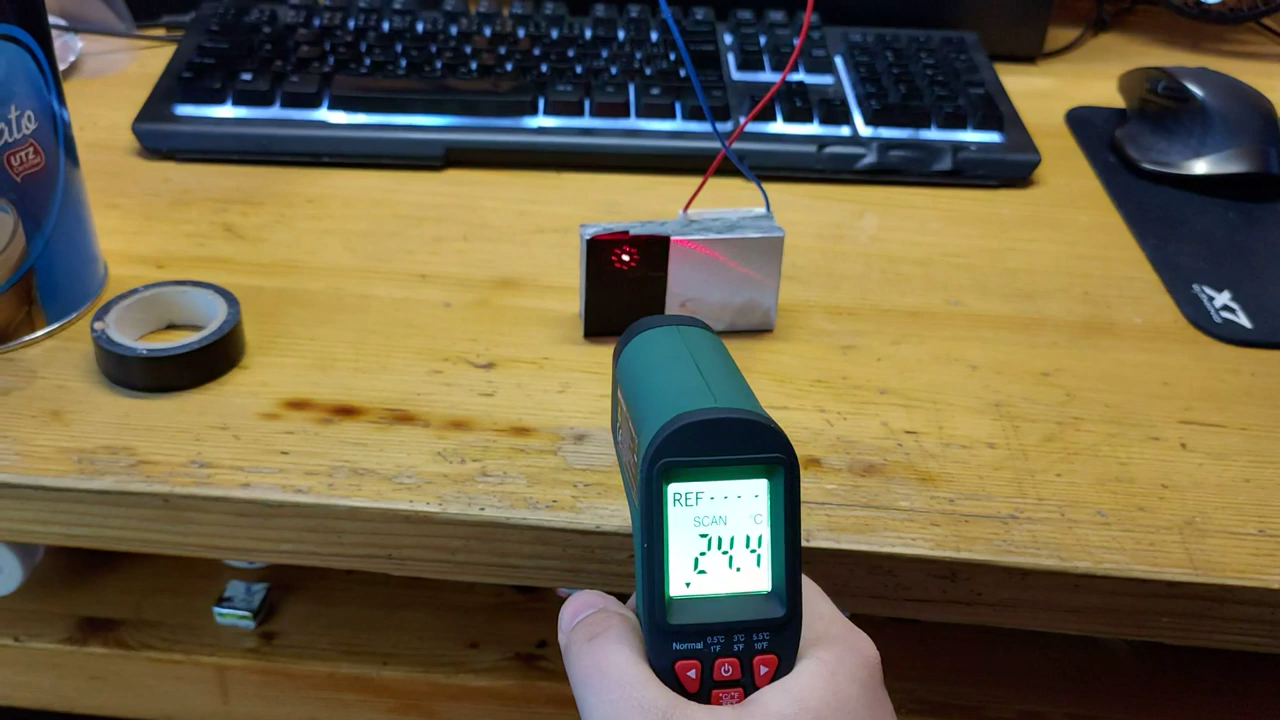 ato
UTZ
X7
REF----
SCAN °C
24.4
Normal 0.5°C 3°C 5.5°C
1°F 5°F 10°F
°C/°F